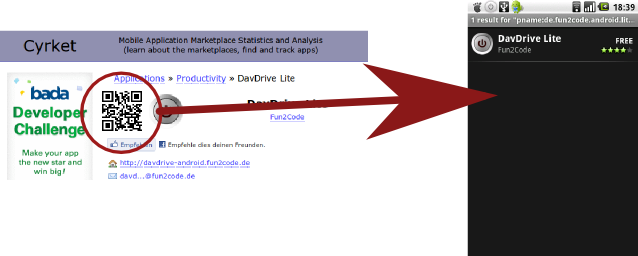 Cyrket
Mobile Application Marketplace Statistics and Analysis
(learn about the marketplaces, find and track apps)
bada
Developer
Challenge
Make your app
the new star and
win big!
Applications » Productivity » DavDrive Lite
DavDrive Lite
Fun2Code
Empfehlen
Empfehle dies deinen Freunden.
http://davdrive-android.fun2code.de
davd...@fun2code.de
18:39
1 result for "pname:de.fun2code.android.lit
DavDrive Lite
FREE
Fun2Code